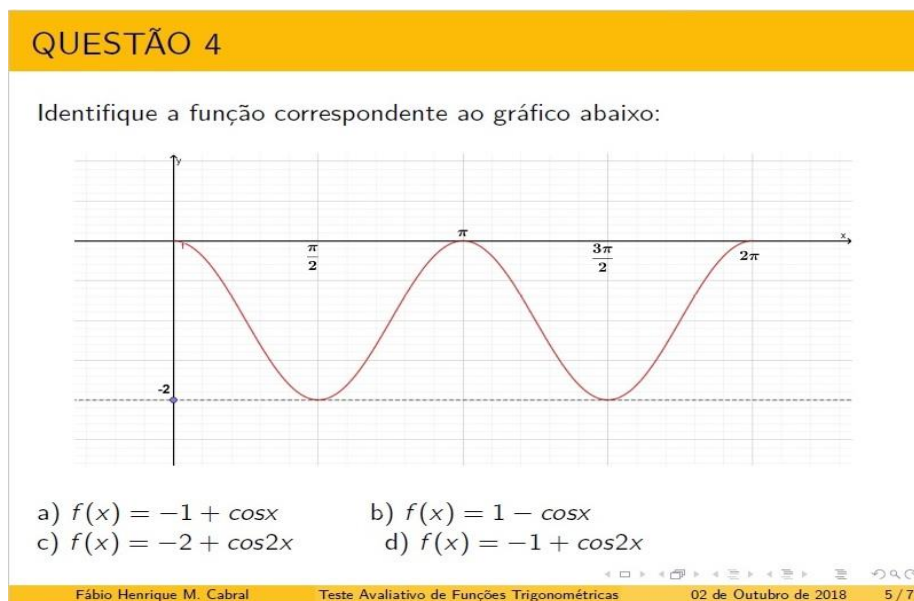 QUESTÃO 4
Identifique a função correspondente ao gráfico abaixo:
y
x
π
π/2
3π/2
2π
-2
a) f(x) = −1 + cosx b) f(x) = 1 − cosx
c) f(x) = −2 + cos2x d) f(x) = −1 + cos2x
Fábio Henrique M. Cabral Teste Avaliativo de Funções Trigonométricas 02 de Outubro de 2018 5 / 7